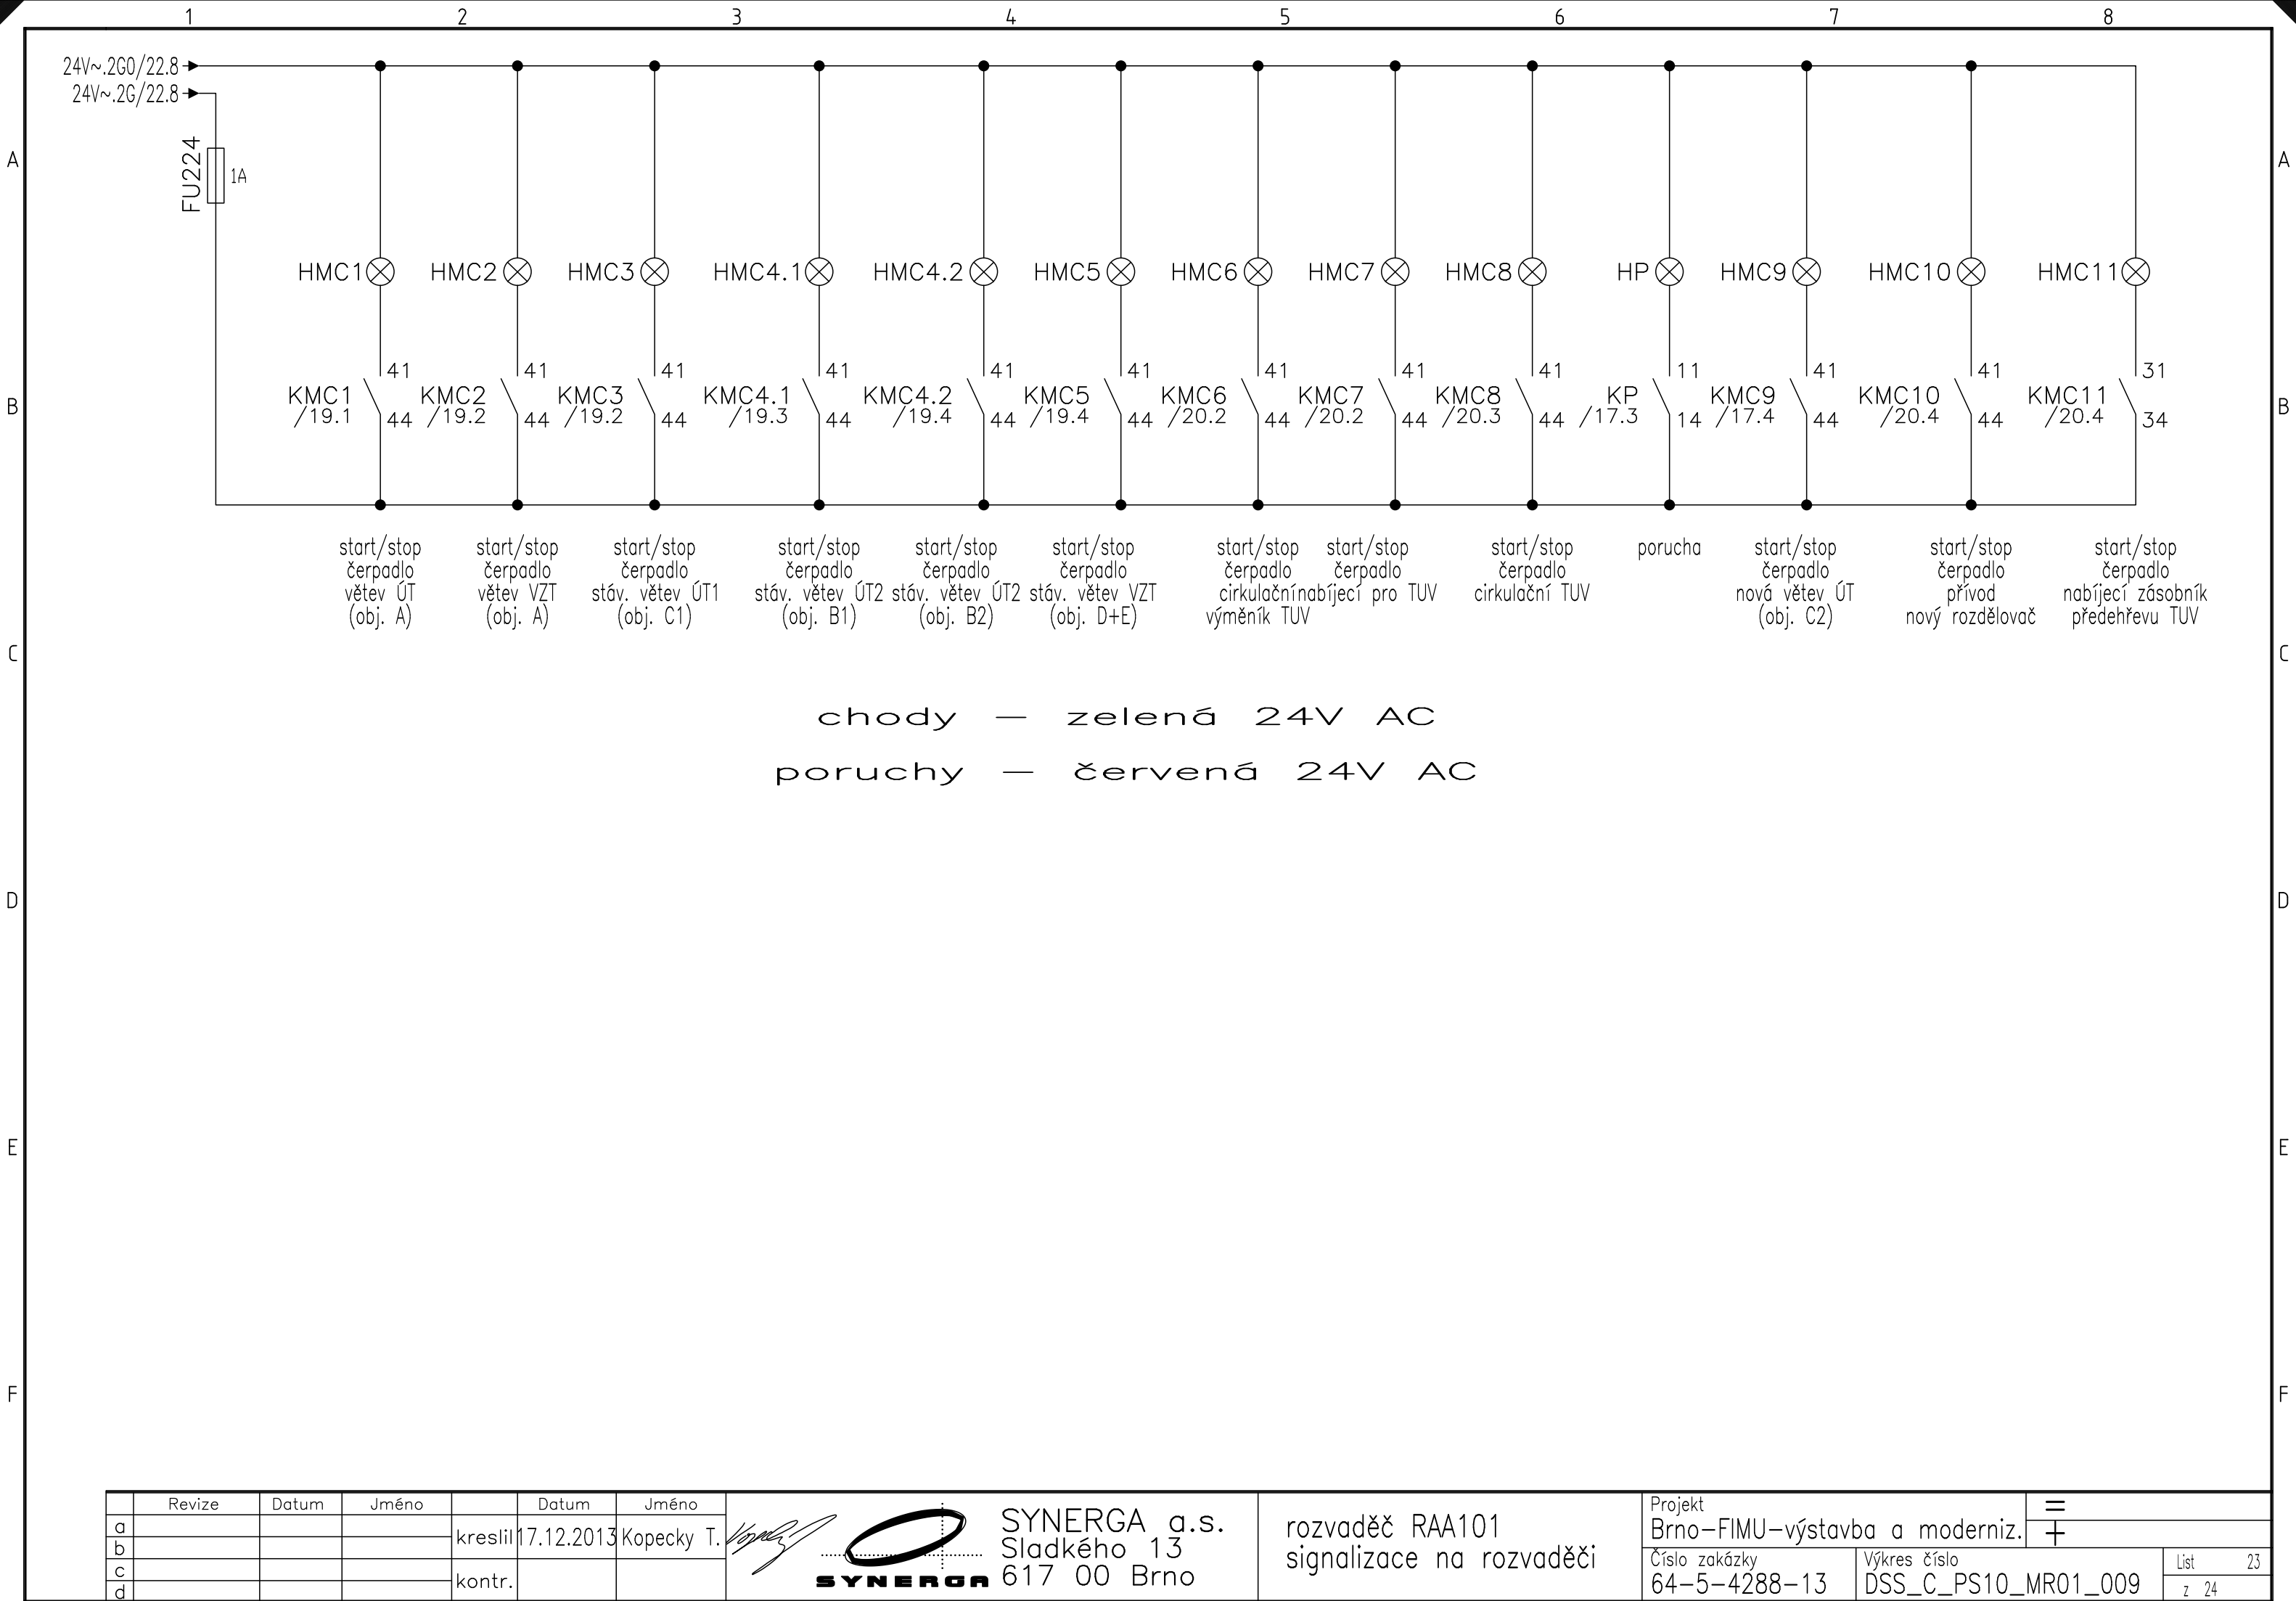 1 2 3 4 5 6 7 8
24V~.2G0/22.8
24V~.2G/22.8
A A
FU224
1A
HMC1 HMC2 HMC3 HMC4.1 HMC4.2 HMC5 HMC6 HMC7 HMC8 HP HMC9 HMC10 HMC11
41 41 41 41 41 41 41 41 41 11 41 41 31
KMC1 KMC2 KMC3 KMC4.1 KMC4.2 KMC5 KMC6 KMC7 KMC8 KP KMC9 KMC10 KMC11
B B
/19.1 /19.2 /19.2 /19.3 /19.4 /19.4 /20.2 /20.2 /20.3 /17.3 /17.4 /20.4 /20.4
44 44 44 44 44 44 44 44 44 14 44 44 34
start/stop
čerpadlo
větev ÚT
(obj. A)
start/stop
čerpadlo
větev VZT
(obj. A)
start/stop
čerpadlo
stáv. větev ÚT1
(obj. C1)
start/stop
čerpadlo
stáv. větev ÚT2
(obj. B1)
start/stop
čerpadlo
stáv. větev ÚT2
(obj. B2)
start/stop
čerpadlo
stáv. větev VZT
(obj. D+E)
start/stop
čerpadlo
cirkulační
výměník TUV
start/stop
čerpadlo
nabíjecí pro TUV
start/stop
čerpadlo
cirkulační TUV
porucha
start/stop
čerpadlo
nová větev ÚT
(obj. C2)
start/stop
čerpadlo
přívod
nový rozdělovač
start/stop
čerpadlo
nabíjecí zásobník
předehřevu TUV
C C
chody – zelená 24V AC
poruchy – červená 24V AC
D D
E E
F F
Revize Datum Jméno Datum Jméno
a
b
c
d
kreslil 17.12.2013 Kopecky T.
kontr.
SYNERGA
SYNERGA a.s.
Sladkého 13
617 00 Brno
rozvaděč RAA101
signalizace na rozvaděči
Projekt
Brno-FIMU-výstavba a moderniz.
=
+
Číslo zakázky
64-5-4288-13
Výkres číslo
DSS_C_PS10_MR01_009
List 23
z 24